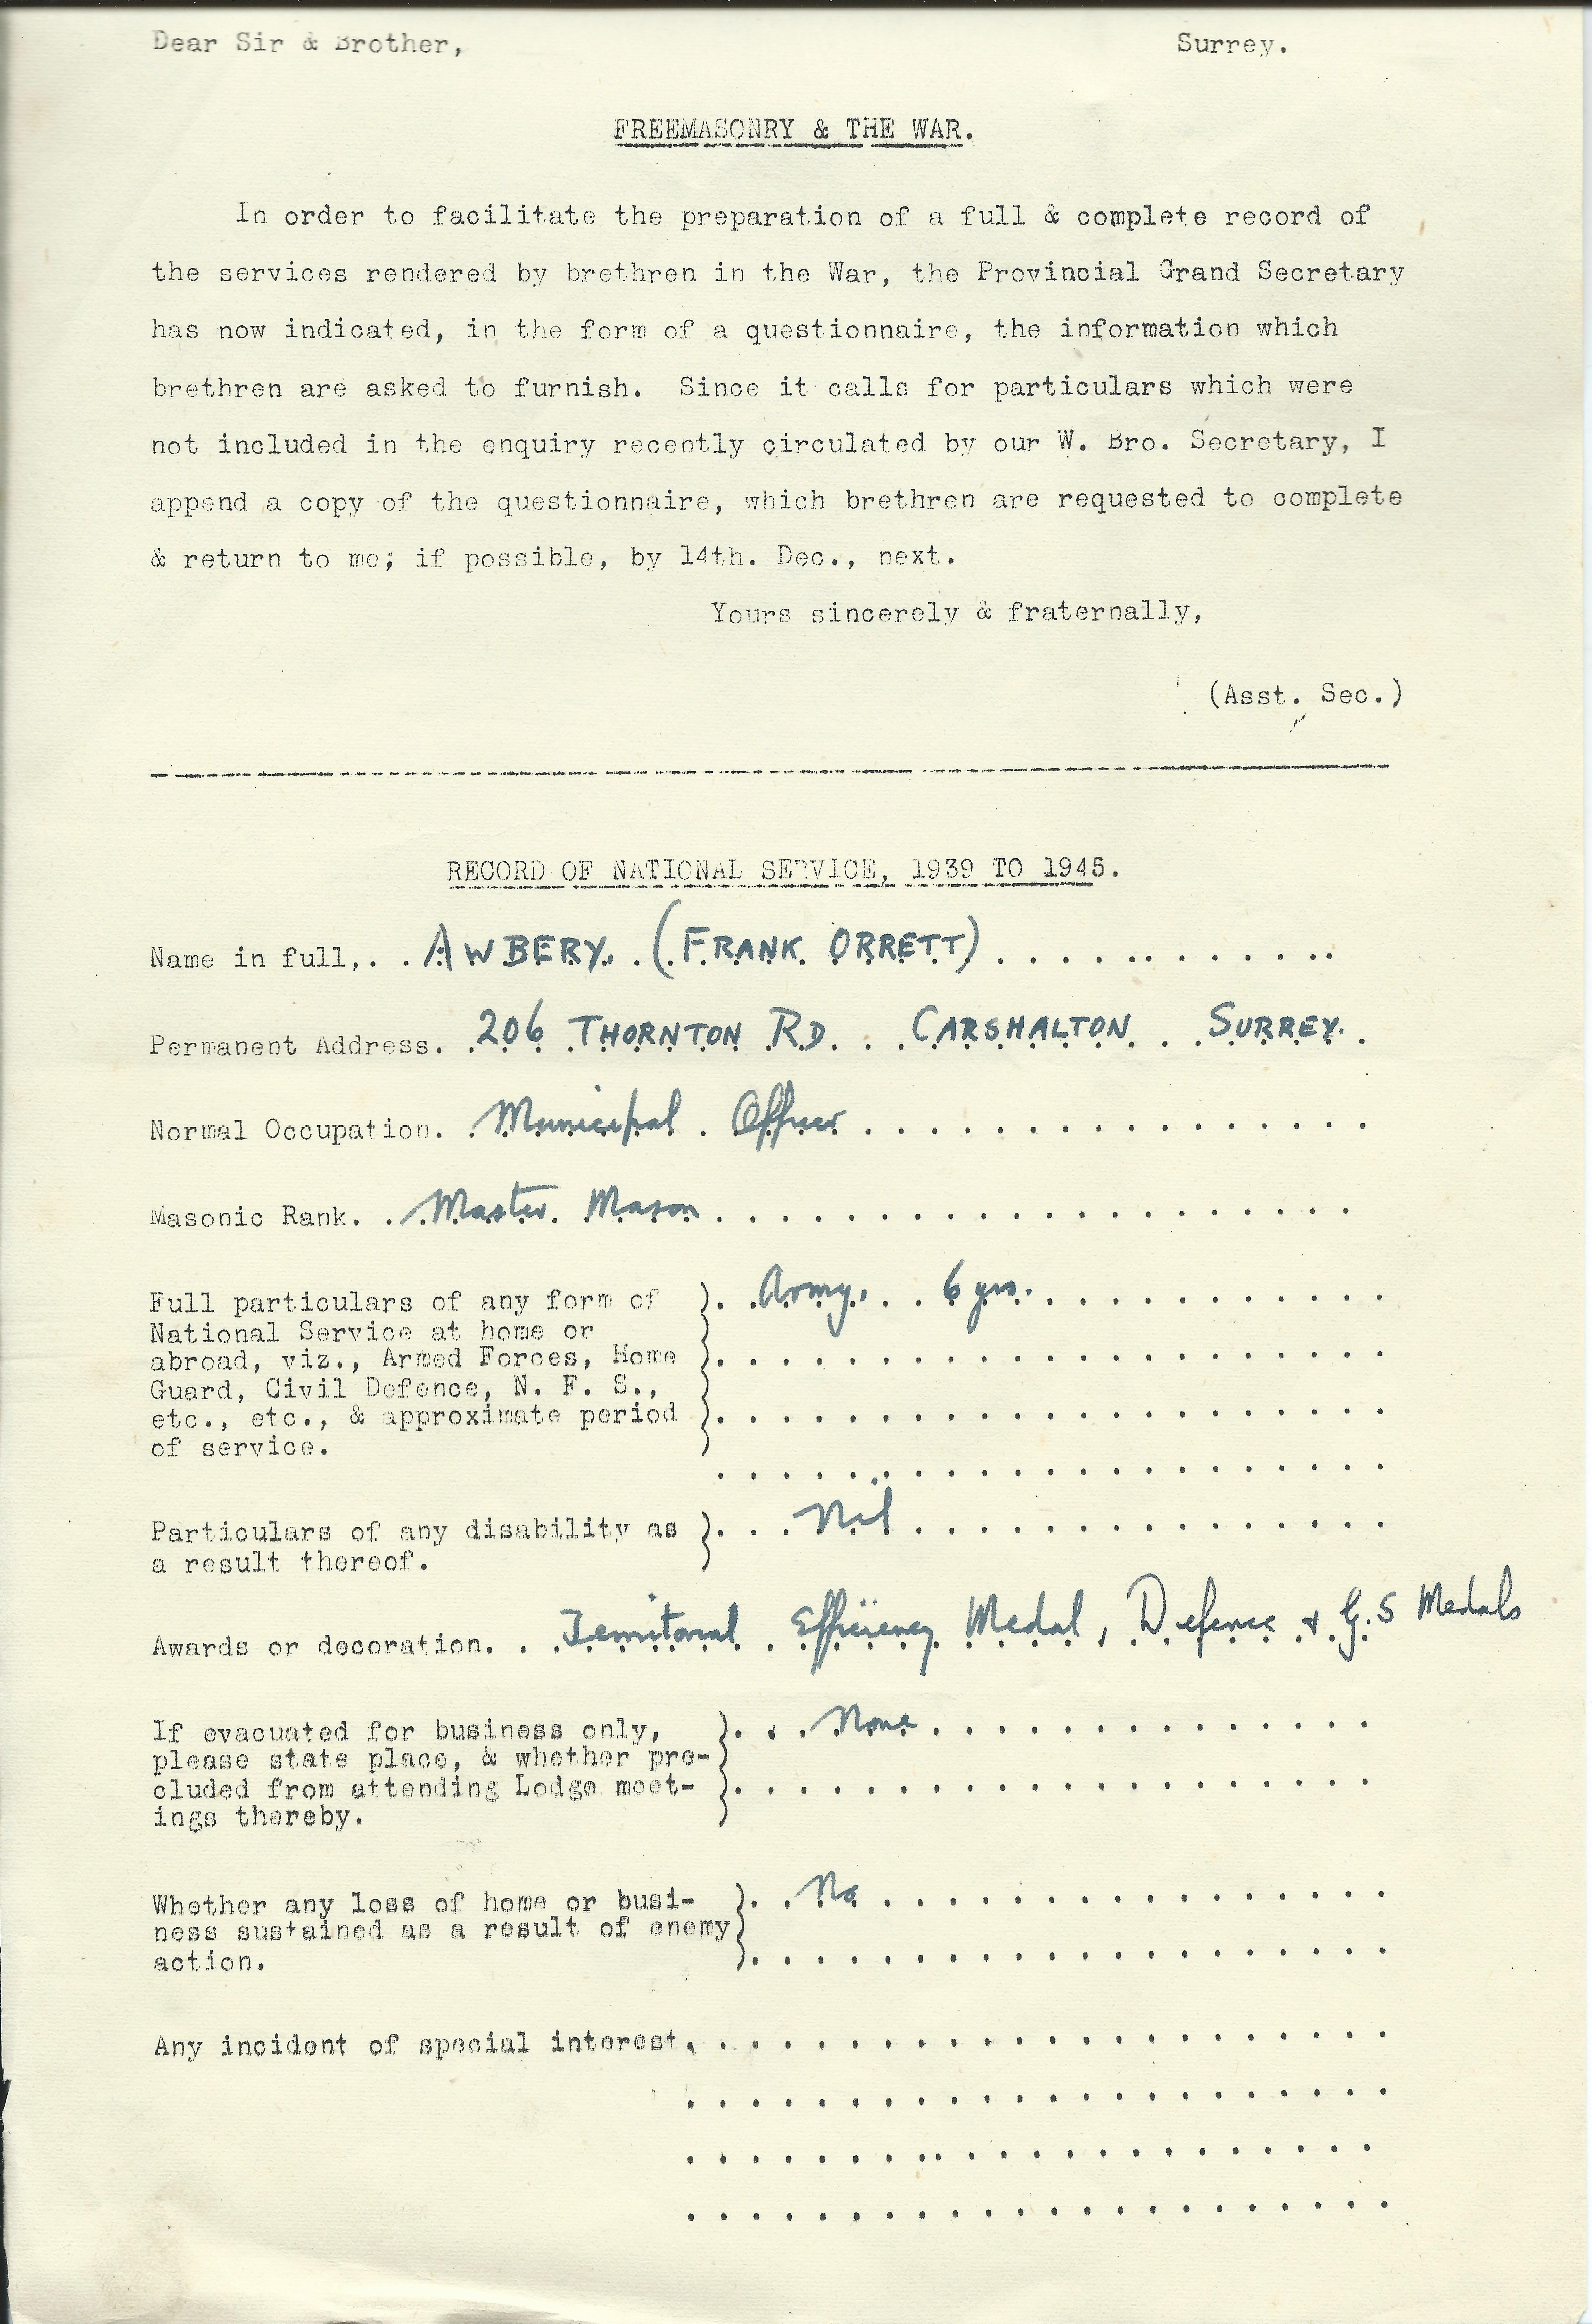 Dear Sir & Brother, Surrey.
FREEMASONRY & THE WAR.
In order to facilitate the preparation of a full & complete record of
the services rendered by brethren in the War, the Provincial Grand Secretary
has now indicated, in the form of a questionnaire, the information which
brethren are asked to furnish. Since it calls for particulars which were
not included in the enquiry recently circulated by our W. Bro. Secretary, I
append a copy of the questionnaire, which brethren are requested to complete
& return to me; if possible, by 14th. Dec., next.
Yours sincerely & fraternally,
(Asst. Sec.)
RECORD OF NATIONAL SERVICE, 1939 TO 1945.
Name in full, AWBERY. (FRANK ORRETT)
Permanent Address. 206 THORNTON RD. CARSHALTON SURREY.
Normal Occupation. Municipal Officer
Masonic Rank. Master Mason
Full particulars of any form of } Army, 6 yrs.
National Service at home or
abroad, viz., Armed Forces, Home
Guard, Civil Defence, N. F. S.,
etc., etc., & approximate period
of service.
Particulars of any disability as } Nil
a result thereof.
Awards or decoration. Territorial Efficiency Medal, Defence & G.S Medals
If evacuated for business only, } None
please state place, & whether pre-
cluded from attending Lodge meet-
ings thereby.
Whether any loss of home or busi- } No
ness sustained as a result of enemy
action.
Any incident of special interest.